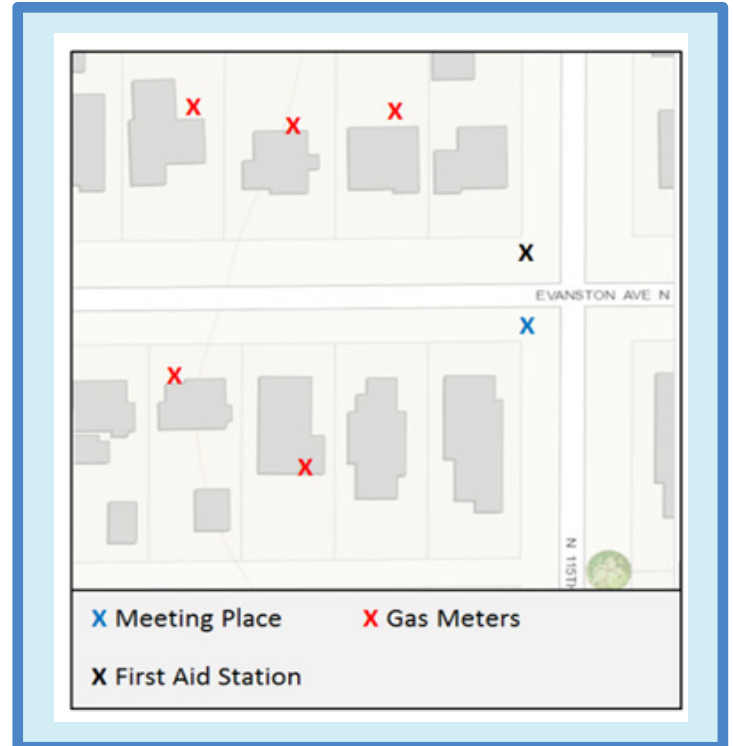 X
X
X
X
EVANSTON AVE N
X
X
X
N 115TH
X Meeting Place X Gas Meters
X First Aid Station